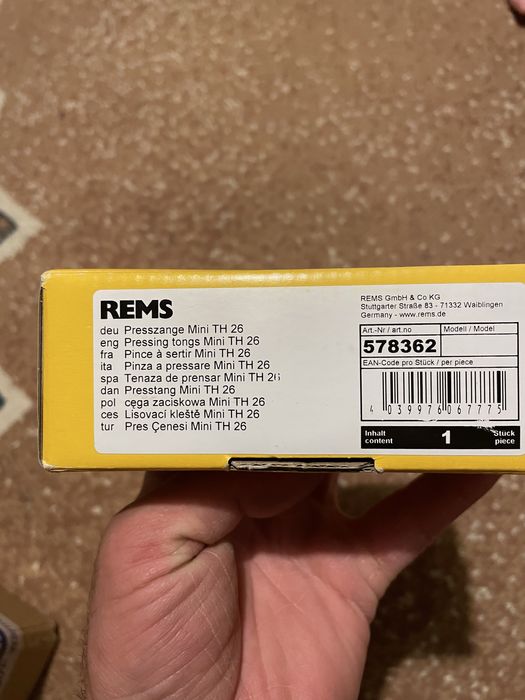 REMS
deu Presszange Mini TH 26
eng Pressing tongs Mini TH 26
fra Pince à sertir Mini TH 26
ita Pinza a pressare Mini TH 26
spa Tenaza de prensar Mini TH 26
dan Presstang Mini TH 26
pol cęga zaciskowa Mini TH 26
ces Lisovací kleště Mini TH 26
tur Pres Çenesi Mini TH 26
REMS GmbH & Co KG
Stuttgarter Straße 83 - 71332 Waiblingen
Germany - www.rems.de
Art.-Nr / art.no
Modell / Model
578362
EAN-Code pro Stück / per piece
4 039976 067775
Inhalt
content
1
Stück
piece